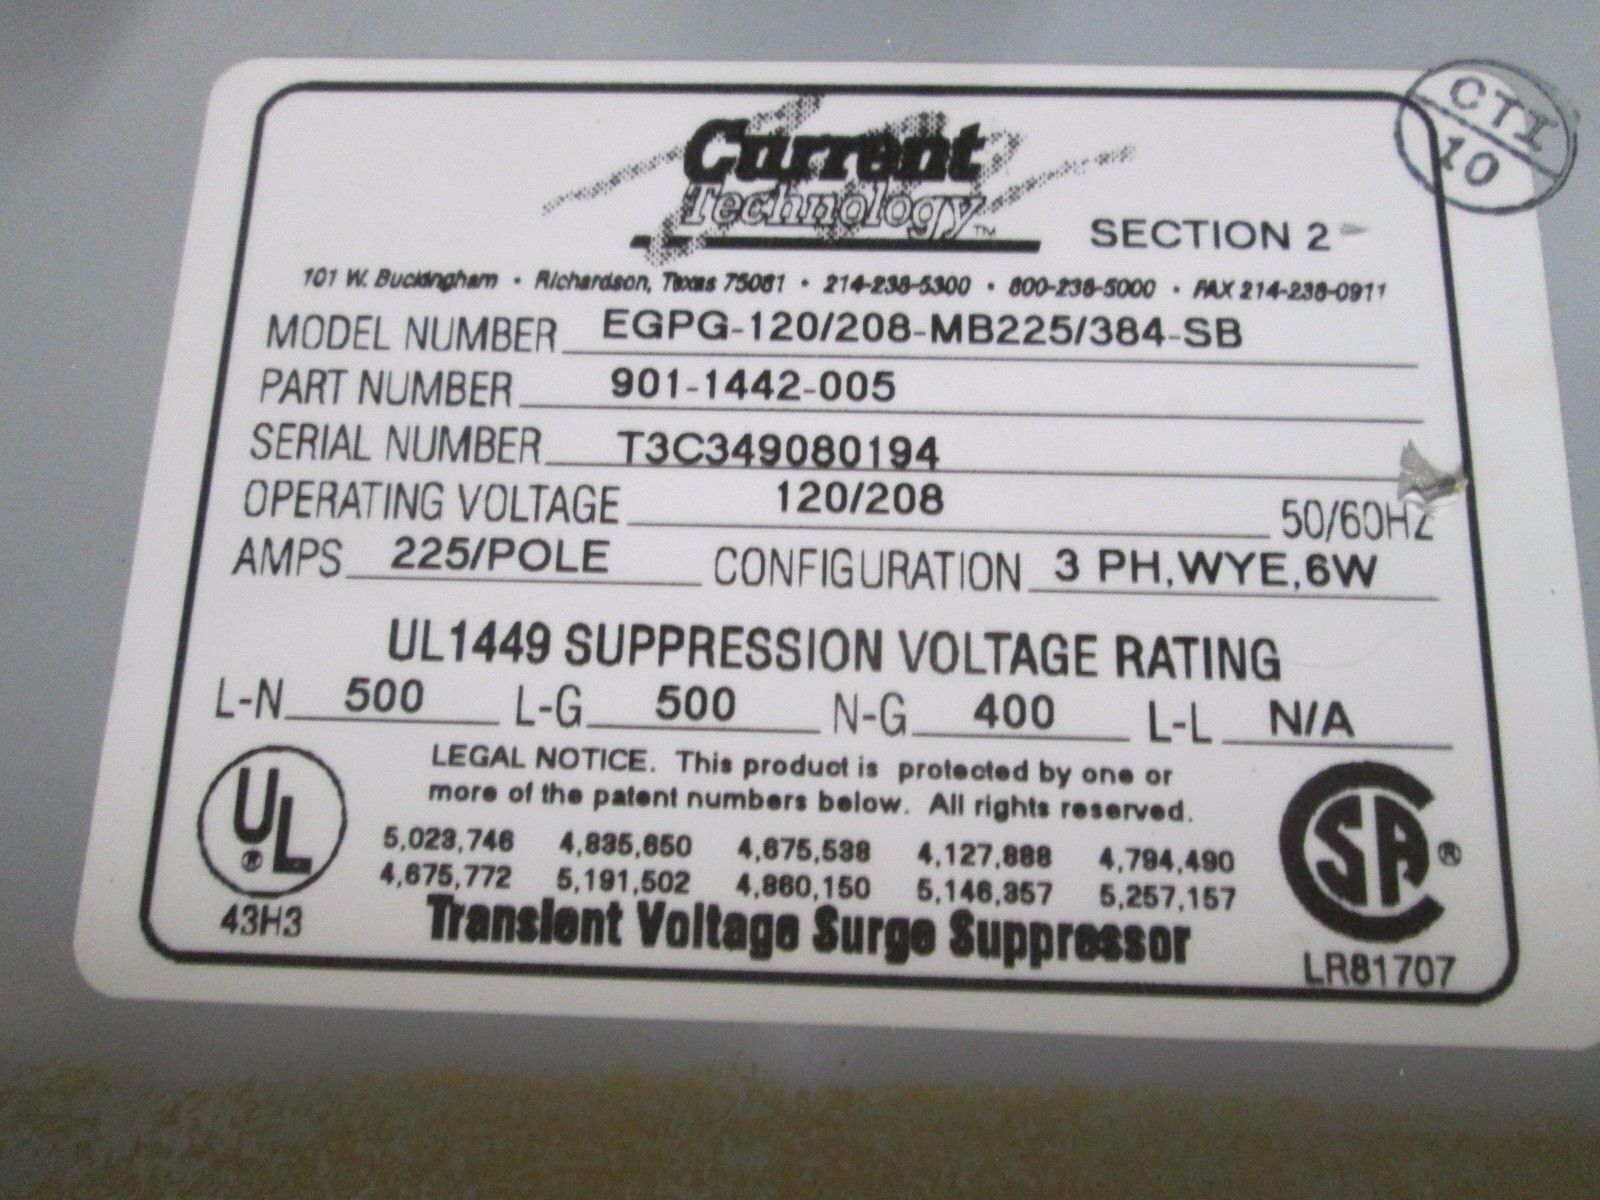 CTI
10
Current
Technology™
SECTION 2
101 W. Buckingham · Richardson, Texas 75081 · 214-238-5300 · 800-238-5000 · FAX 214-238-0911
MODEL NUMBER EGPG-120/208-MB225/384-SB
PART NUMBER 901-1442-005
SERIAL NUMBER T3C349080194
OPERATING VOLTAGE 120/208 50/60HZ
AMPS 225/POLE CONFIGURATION 3 PH,WYE,6W
UL1449 SUPPRESSION VOLTAGE RATING
L-N 500 L-G 500 N-G 400 L-L N/A
LEGAL NOTICE. This product is protected by one or
more of the patent numbers below. All rights reserved.
5,023,746 4,835,650 4,675,538 4,127,888 4,794,490
4,675,772 5,191,502 4,860,150 5,146,357 5,257,157
Transient Voltage Surge Suppressor
UL®
43H3
SA®
LR81707